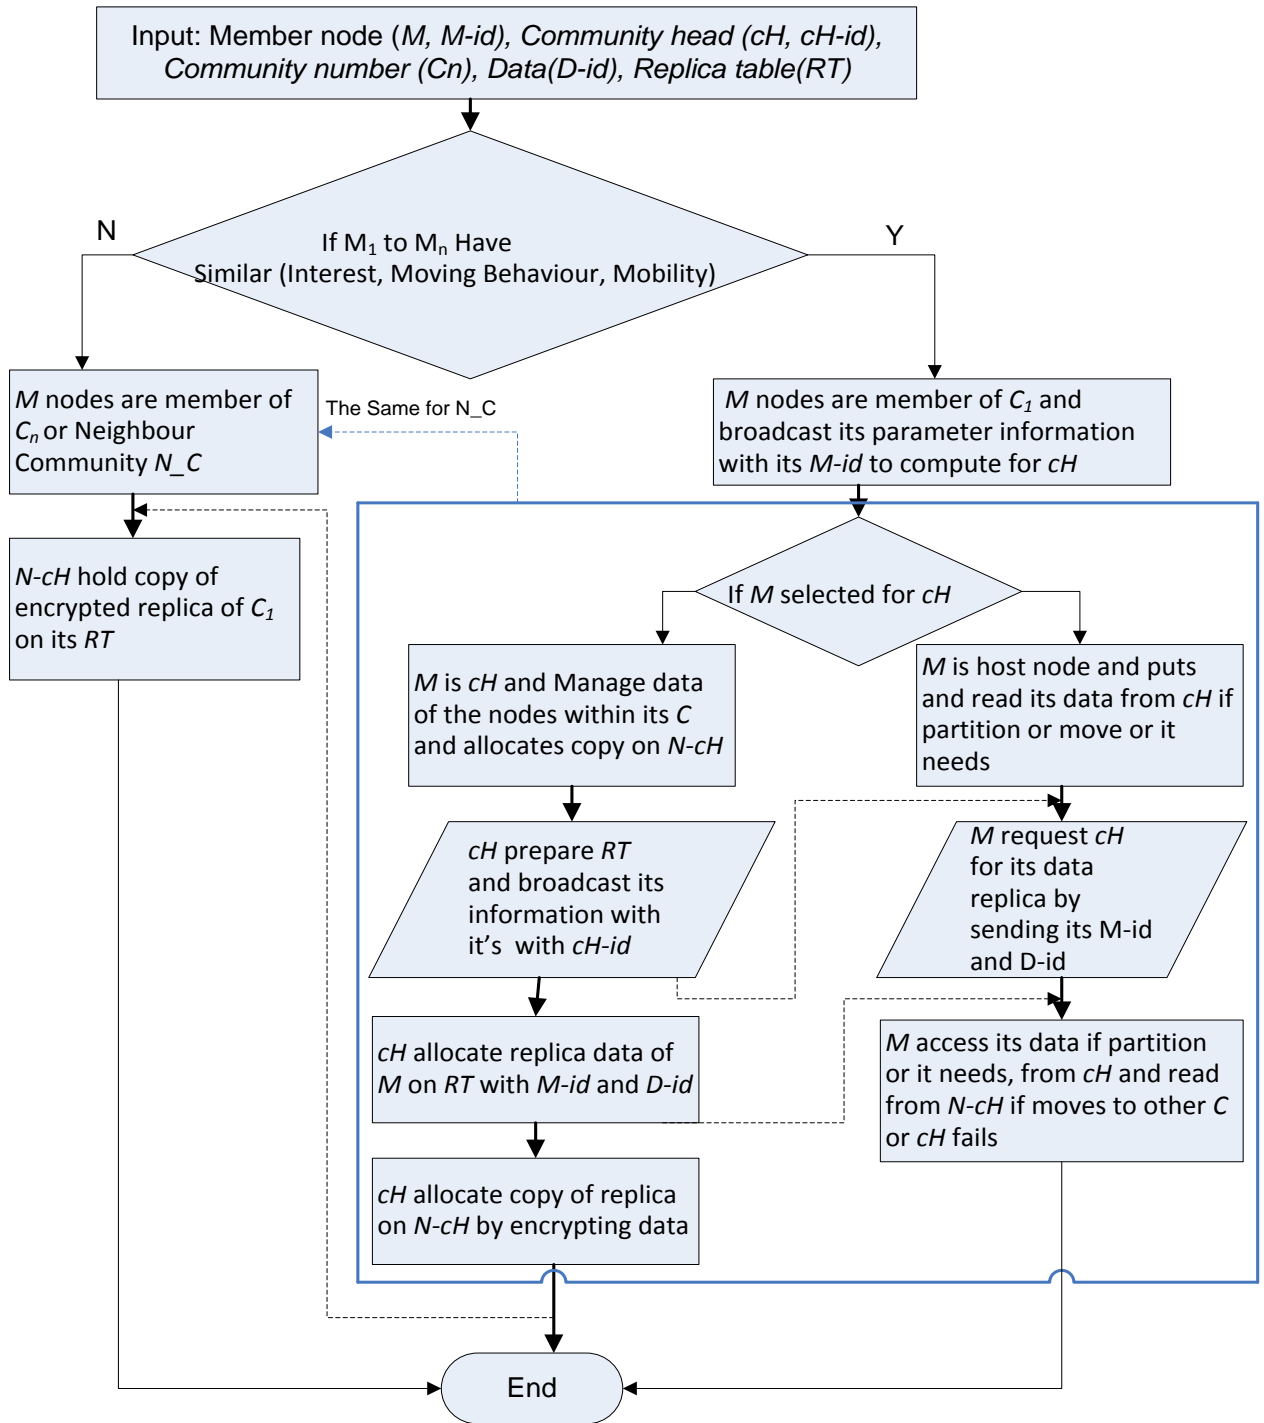 Input: Member node (M, M-id), Community head (cH, cH-id),
Community number (Cn), Data(D-id), Replica table(RT)
N
Y
If M1 to Mn Have
Similar (Interest, Moving Behaviour, Mobility)
M nodes are member of
Cn or Neighbour
Community N_C
The Same for N_C
M nodes are member of C1 and
broadcast its parameter information
with its M-id to compute for cH
N-cH hold copy of
encrypted replica of C1
on its RT
If M selected for cH
M is cH and Manage data
of the nodes within its C
and allocates copy on N-cH
M is host node and puts
and read its data from cH if
partition or move or it
needs
cH prepare RT
and broadcast its
information with
it's with cH-id
M request cH
for its data
replica by
sending its M-id
and D-id
cH allocate replica data of
M on RT with M-id and D-id
M access its data if partition
or it needs, from cH and read
from N-cH if moves to other C
or cH fails
cH allocate copy of replica
on N-cH by encrypting data
End